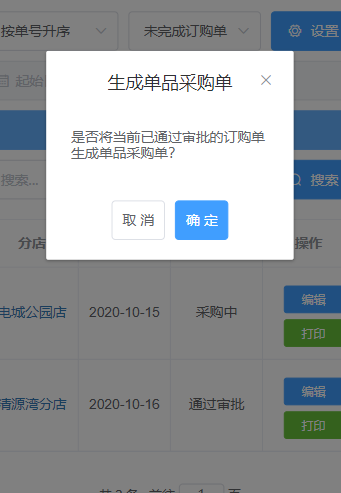 按单号升序
未完成订购单
设置
起始
生成单品采购单
是否将当前已通过审批的订购单
生成单品采购单？
搜索...
搜索
取 消
确 定
分店
操作
电城公园店
2020-10-15
采购中
编辑
打印
清源湾分店
2020-10-16
通过审批
编辑
打印
前往
1
页